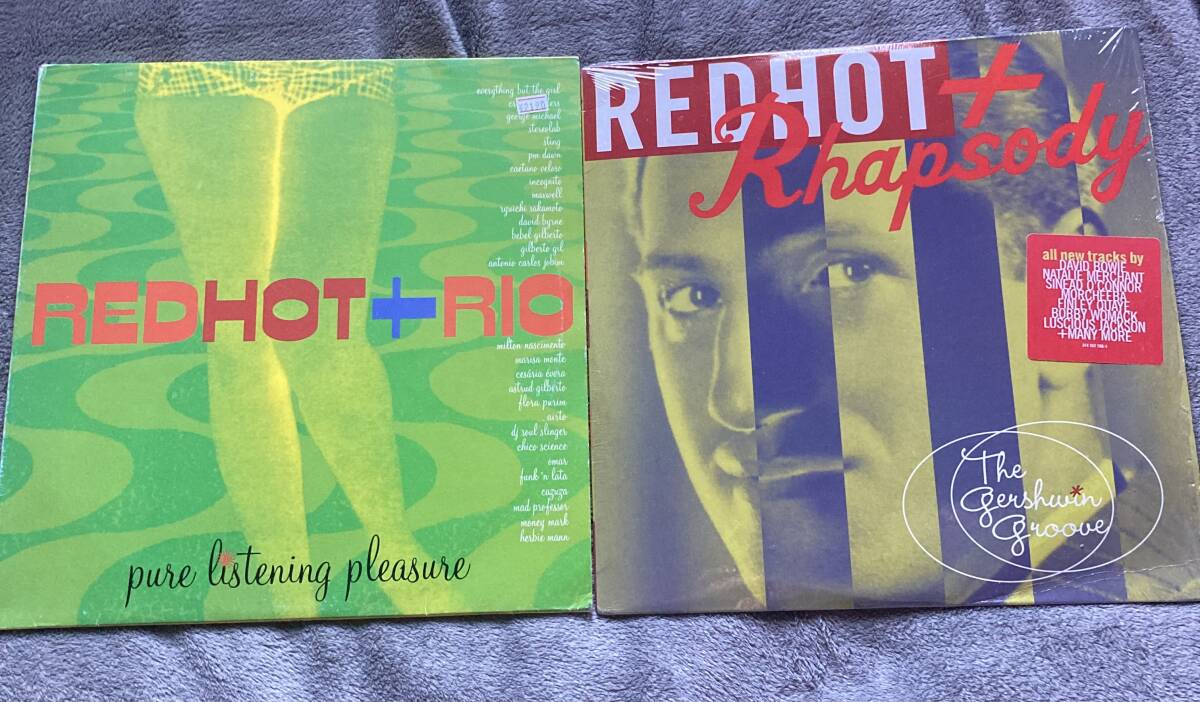 everything but the girl
george michael
stereolab
sting
pm dawn
caetano veloso
incognito
maxwell
ryuichi sakamoto
david byrne
bebel gilberto
gilberto gil
antonio carlos jobim
REDHOT+RIO
milton nascimento
marisa monte
cesária évora
astrud gilberto
flora purim
airto
dj soul slinger
chico science
omar
funk 'n lata
cazuza
mad professor
money mark
herbie mann
pure listening pleasure
REDHOT+
Rhapsody
all new tracks by
DAVID BOWIE
NATALIE MERCHANT
SINEAD O'CONNOR
MORCHEEBA
FINLEY QUAYE
BOBBY WOMACK
LUSCIOUS JACKSON
+MANY MORE
The
Gershwin
Groove